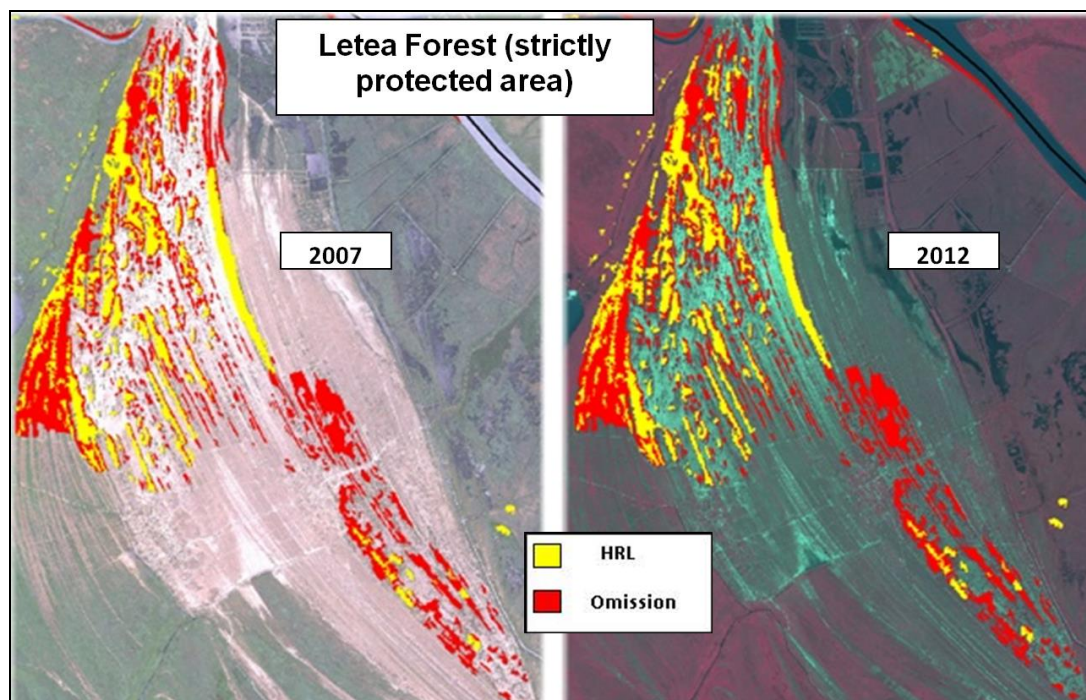 Letea Forest (strictly
protected area)
2007
2012
HRL
Omission